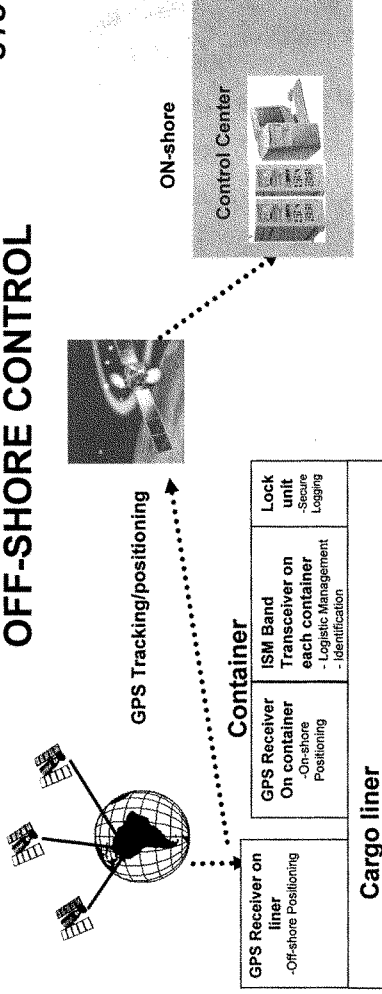 OFF-SHORE CONTROL
GPS Tracking/positioning
ON-shore
Control Center
Container
GPS Receiver on
liner
-Off-shore Positioning
GPS Receiver
On container
-On-shore
Positioning
ISM Band
Transceiver on
each container
- Logistic Management
- Identification
Lock
unit
-Secure
Logging
Cargo liner